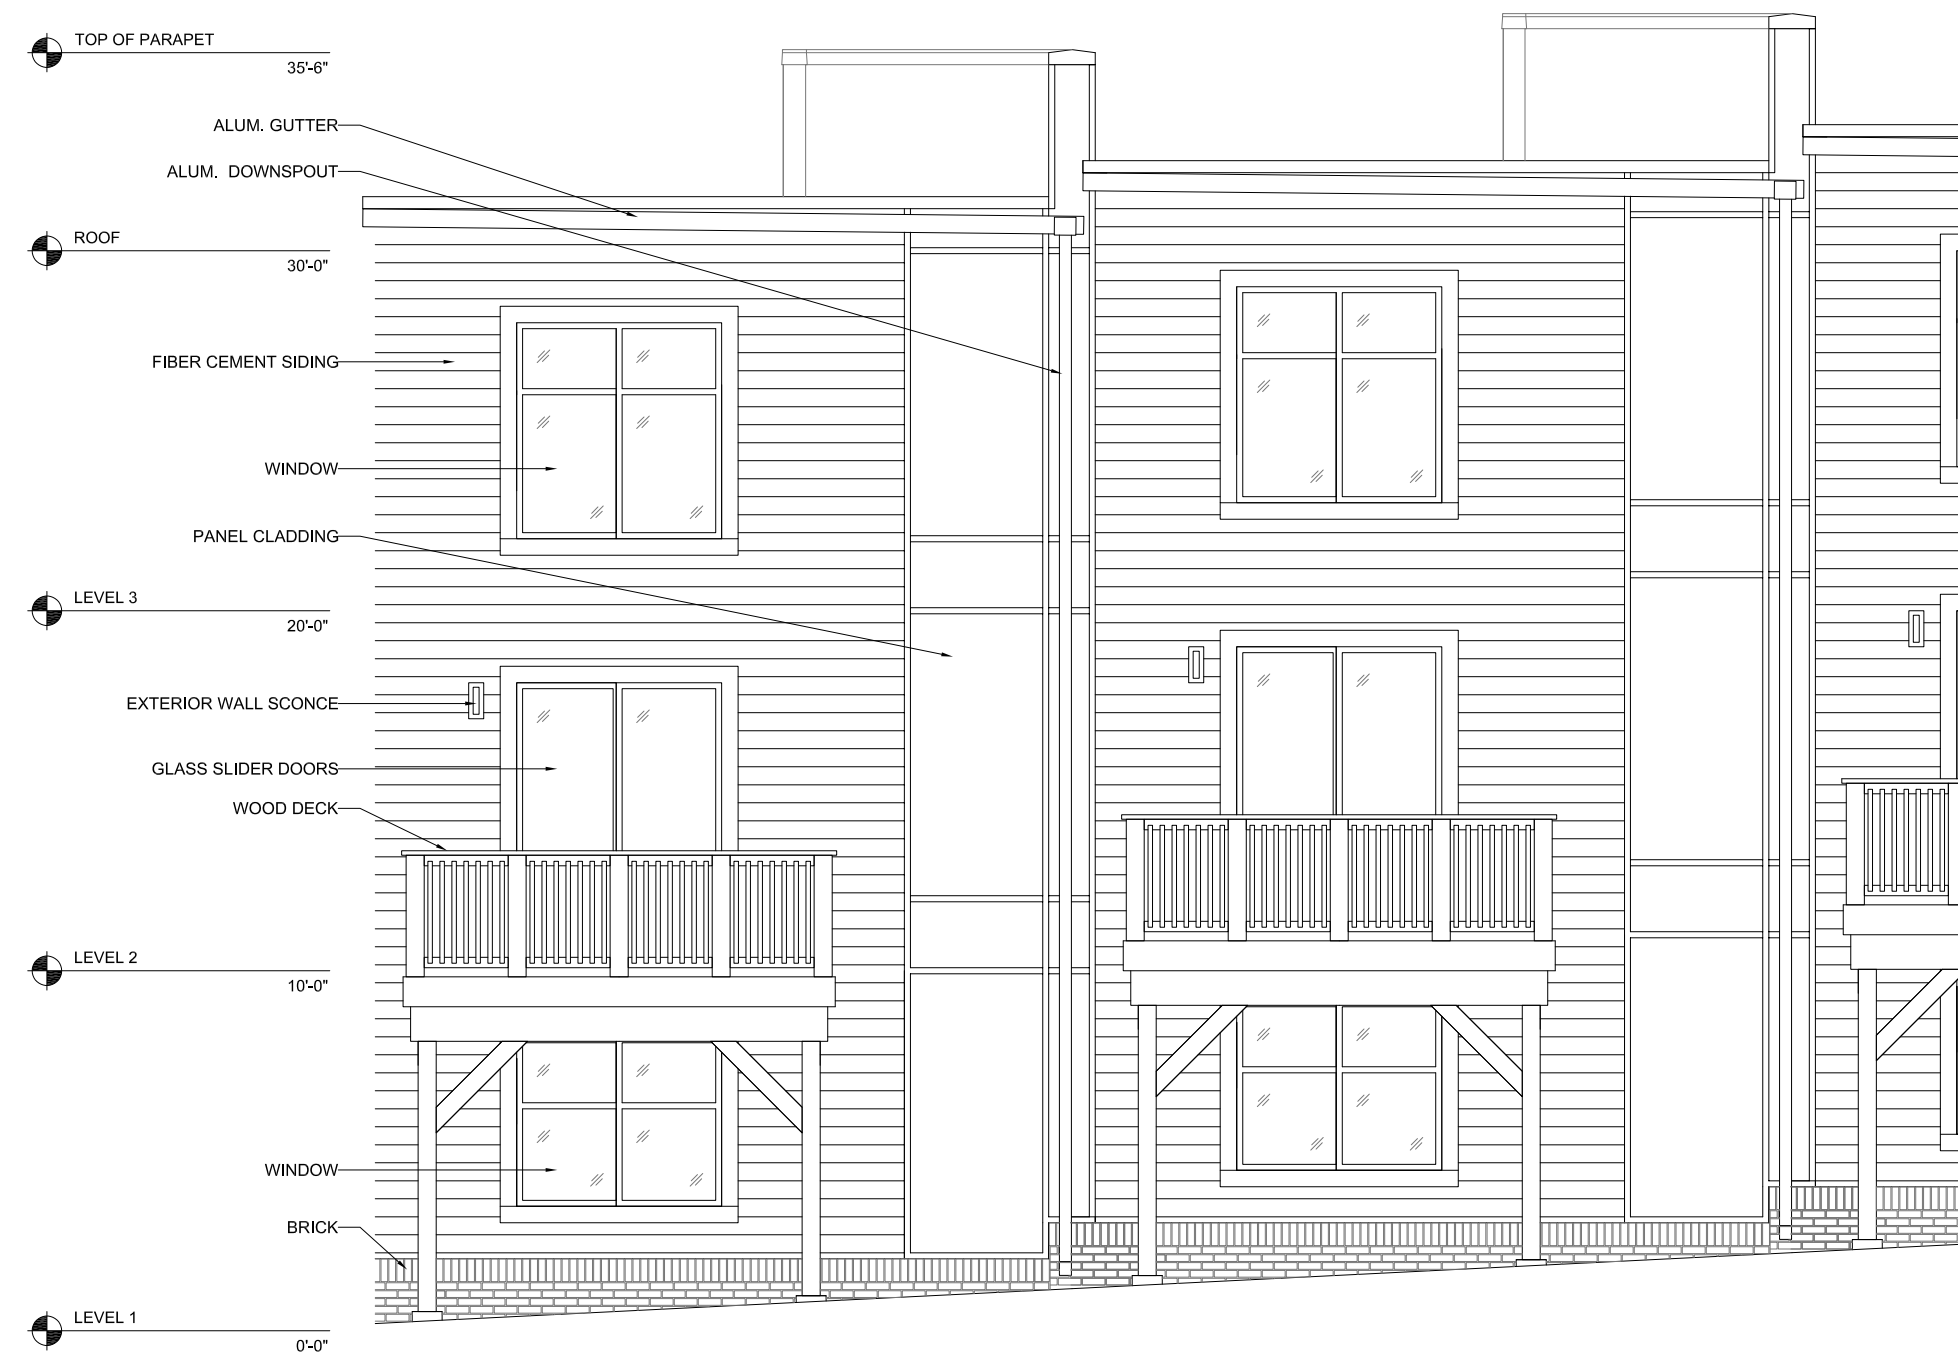 TOP OF PARAPET
35'-6"
ALUM. GUTTER
ALUM.  DOWNSPOUT
ROOF
30'-0"
FIBER CEMENT SIDING
WINDOW
PANEL CLADDING
LEVEL 3
20'-0"
EXTERIOR WALL SCONCE
GLASS SLIDER DOORS
WOOD DECK
LEVEL 2
10'-0"
WINDOW
BRICK
LEVEL 1
0'-0"